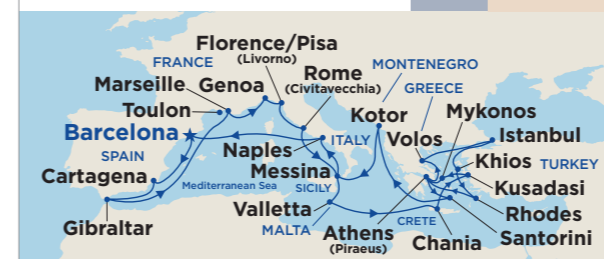 Florence/Pisa
(Livorno)
FRANCE
Rome
(Civitavecchia)
MONTENEGRO
Marseille
Genoa
GREECE
Toulon
Kotor
Mykonos
Barcelona
Volos
Istanbul
ITALY
Naples
SPAIN
Khios
TURKEY
Cartagena
Messina
Mediterranean Sea
SICILY
Kusadasi
Valletta
Rhodes
Gibraltar
MALTA
Athens
(Piraeus)
CRETE
Chania
Santorini